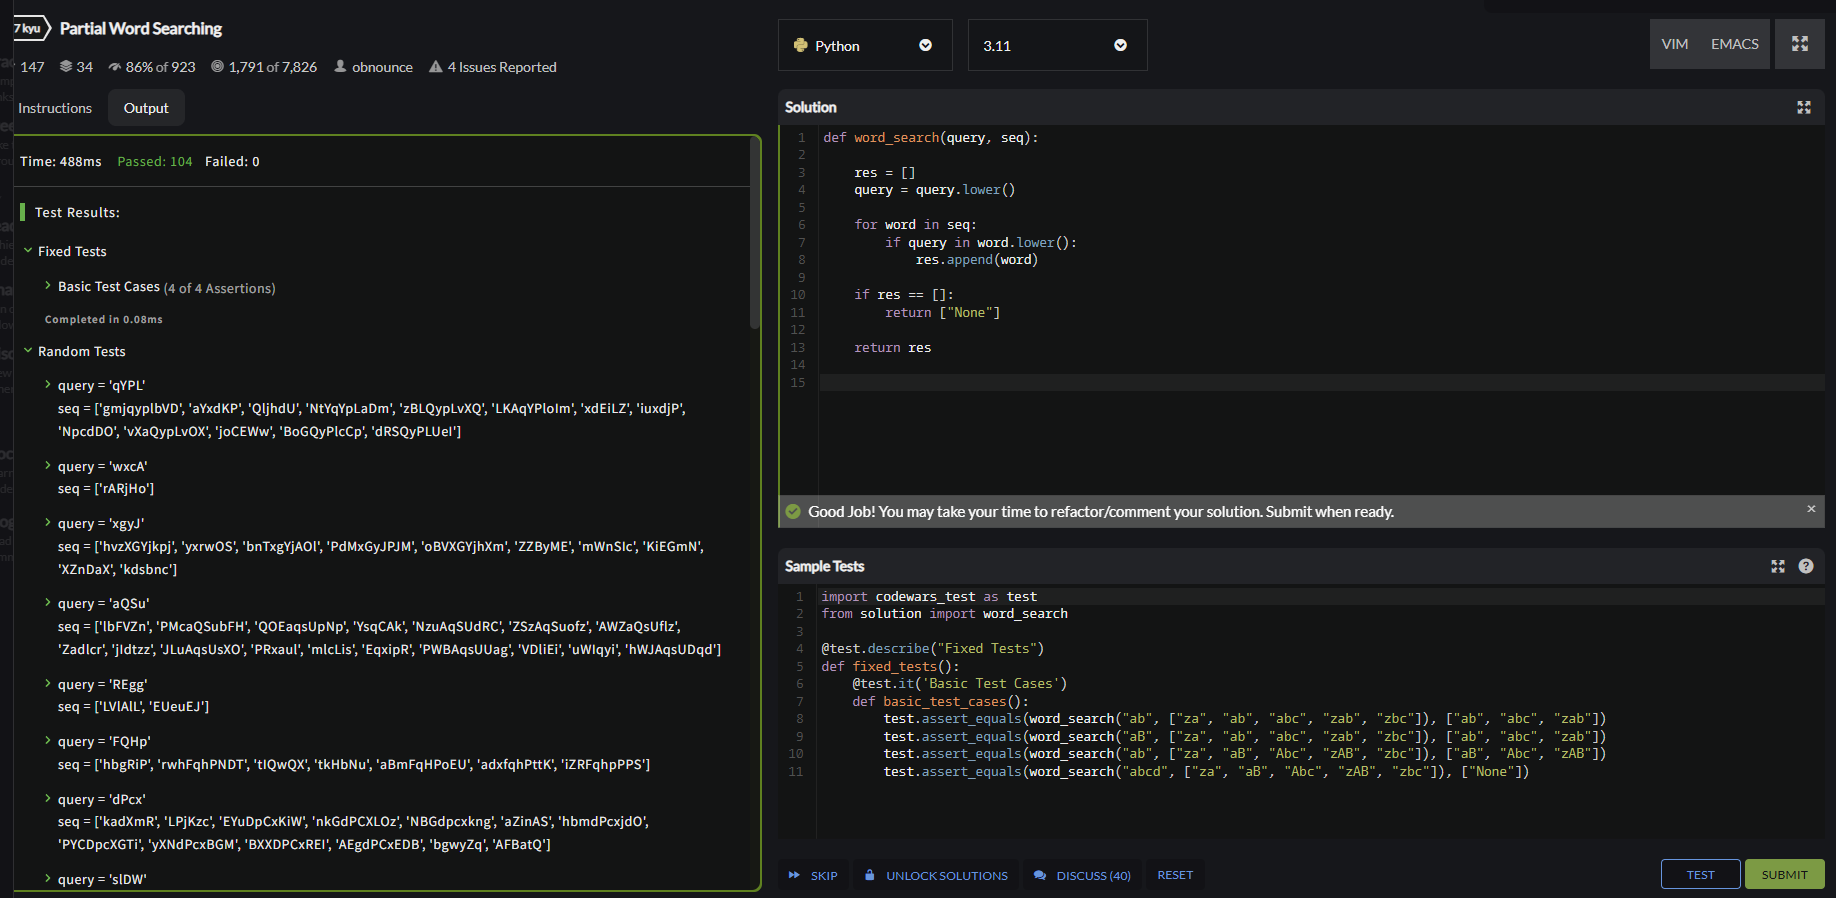 7 kyu Partial Word Searching
147 34 86% of 923 1,791 of 7,826 obnounce 4 Issues Reported
Instructions Output
Time: 488ms Passed: 104 Failed: 0
Test Results:
Fixed Tests
Basic Test Cases (4 of 4 Assertions)
Completed in 0.08ms
Random Tests
query = 'qYPL'
seq = ['gmjqyplbVD', 'aYxdKP', 'QljhdU', 'NtYqYpLaDm', 'zBLQypLvXQ', 'LKAqYPloIm', 'xdEiLZ', 'iuxdjP',
'NpcdDO', 'vXaQypLvOX', 'joCEWw', 'BoGQyPlcCp', 'dRSQyPLUeI']
query = 'wxcA'
seq = ['rARjHo']
query = 'xgyJ'
seq = ['hvzXGYjkpj', 'yxrwOS', 'bnTxgYjAOl', 'PdMxGyJPJM', 'oBVXGYjhXm', 'ZZByME', 'mWnSIc', 'KiEGmN',
'XZnDaX', 'kdsbnc']
query = 'aQSu'
seq = ['lbFVZn', 'PMcaQSubFH', 'QOEaqsUpNp', 'YsqCAk', 'NzuAqSUdRC', 'ZSzAqSuofz', 'AWZaQsUflz',
'Zadlcr', 'jIdtzz', 'JLuAqsUsXO', 'PRxaul', 'mlcLis', 'EqxipR', 'PWBAqsUUag', 'VDliEi', 'uWIqyi', 'hWJAqsUDqd']
query = 'REgg'
seq = ['LVlAlL', 'EUeuEJ']
query = 'FQHp'
seq = ['hbgRiP', 'rwhFqhPNDT', 'tIQwQX', 'tkHbNu', 'aBmFqHPoEU', 'adxfqhPttK', 'iZRFqhpPPS']
query = 'dPcx'
seq = ['kadXmR', 'LPjKzc', 'EYuDpCxKiW', 'nkGdPCXLOz', 'NBGdpcxkng', 'aZinAS', 'hbmdPcxjdO',
'PYCDpcXGTi', 'yXNdPcxBGM', 'BXXDPCxREI', 'AEgdPCxEDB', 'bgwyZq', 'AFBatQ']
query = 'slDW'
Python 3.11 VIM EMACS
Solution
1 def word_search(query, seq):
2
3 res = []
4 query = query.lower()
5
6 for word in seq:
7 if query in word.lower():
8 res.append(word)
9
10 if res == []:
11 return ["None"]
12
13 return res
14
15
Good Job! You may take your time to refactor/comment your solution. Submit when ready. ×
Sample Tests
1 import codewars_test as test
2 from solution import word_search
3
4 @test.describe("Fixed Tests")
5 def fixed_tests():
6 @test.it('Basic Test Cases')
7 def basic_test_cases():
8 test.assert_equals(word_search("ab", ["za", "ab", "abc", "zab", "zbc"]), ["ab", "abc", "zab"])
9 test.assert_equals(word_search("aB", ["za", "ab", "abc", "zab", "zbc"]), ["ab", "abc", "zab"])
10 test.assert_equals(word_search("ab", ["za", "aB", "Abc", "zAB", "zbc"]), ["aB", "Abc", "zAB"])
11 test.assert_equals(word_search("abcd", ["za", "aB", "Abc", "zAB", "zbc"]), ["None"])
SKIP UNLOCK SOLUTIONS DISCUSS (40) RESET TEST SUBMIT